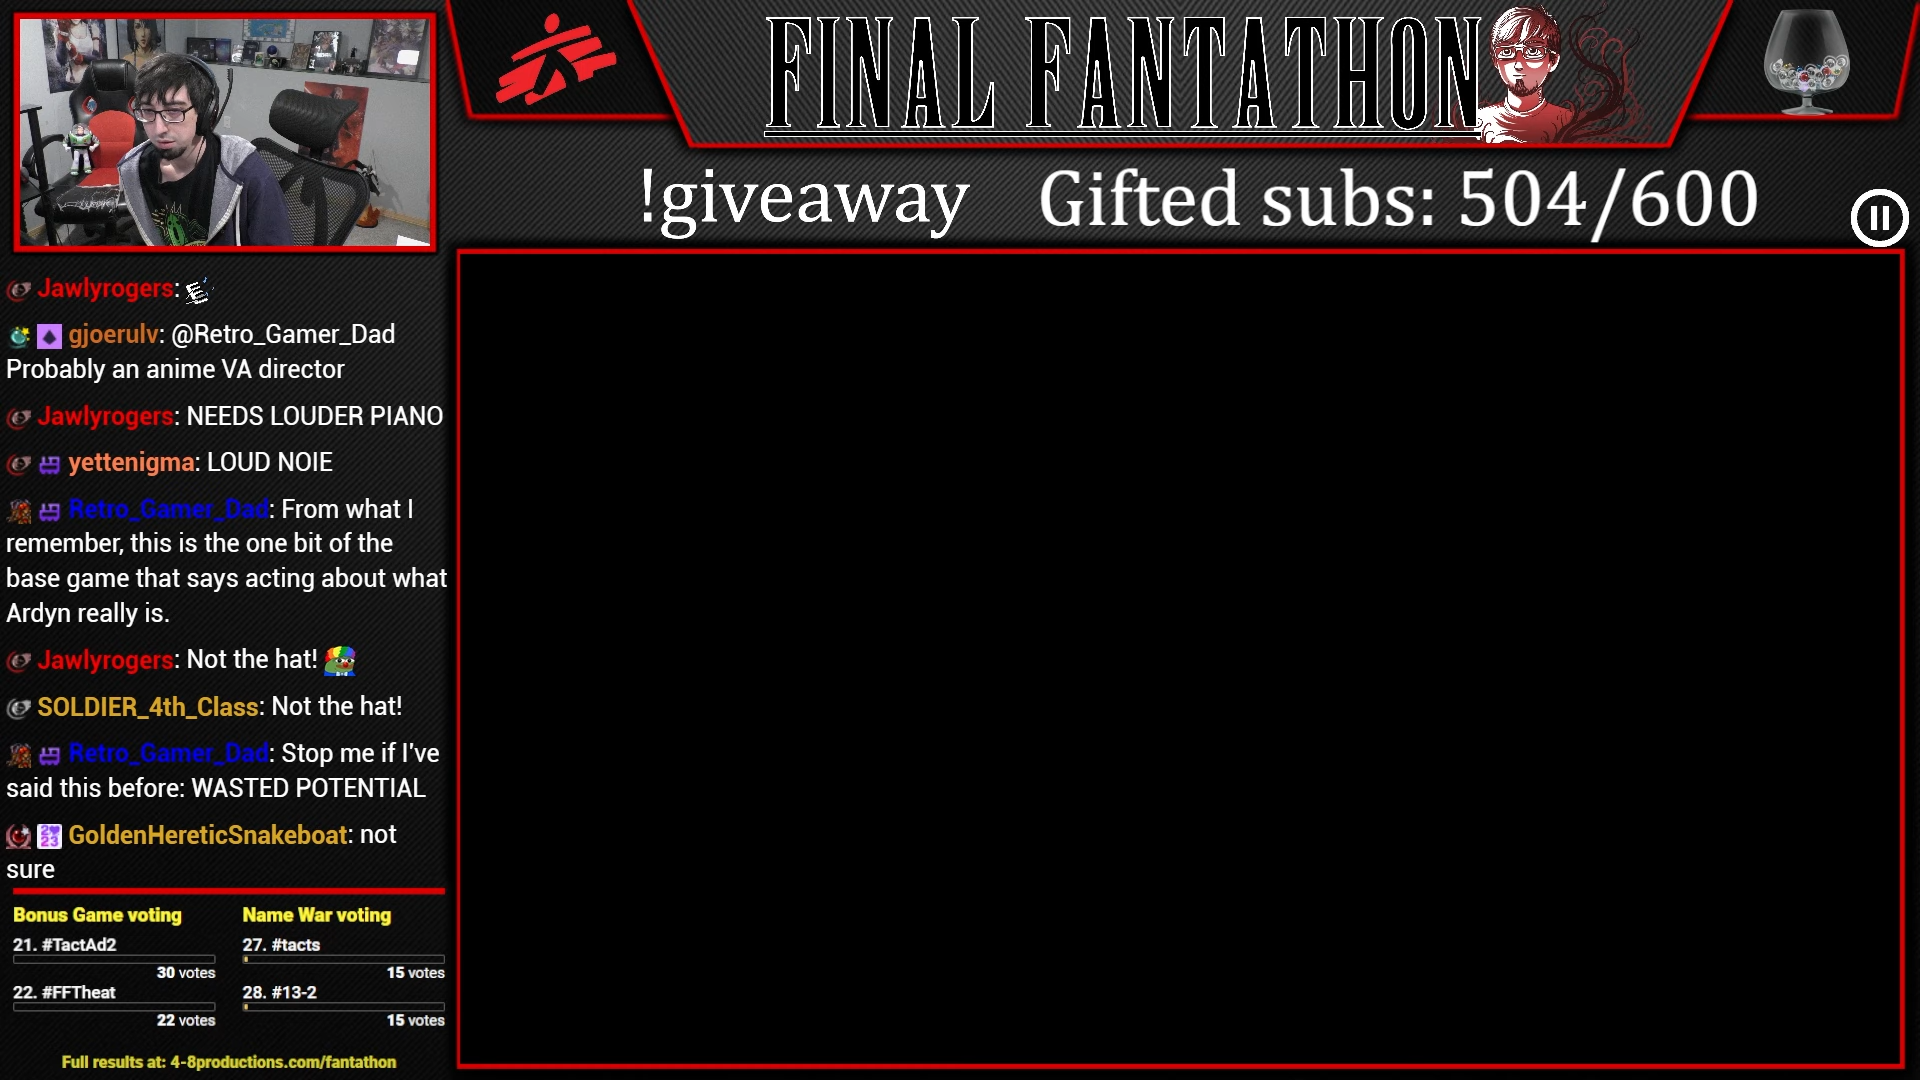 FINAL FANTATHON
!giveaway Gifted subs: 504/600
Jawlyrogers:
gjoerulv: @Retro_Gamer_Dad
Probably an anime VA director
Jawlyrogers: NEEDS LOUDER PIANO
yettenigma: LOUD NOIE
Retro_Gamer_Dad: From what I
remember, this is the one bit of the
base game that says acting about what
Ardyn really is.
Jawlyrogers: Not the hat!
SOLDIER_4th_Class: Not the hat!
Retro_Gamer_Dad: Stop me if I've
said this before: WASTED POTENTIAL
GoldenHereticSnakeboat: not
sure
Bonus Game voting
21. #TactAd2
30 votes
22. #FFTheat
22 votes
Name War voting
27. #tacts
15 votes
28. #13-2
15 votes
Full results at: 4-8productions.com/fantathon